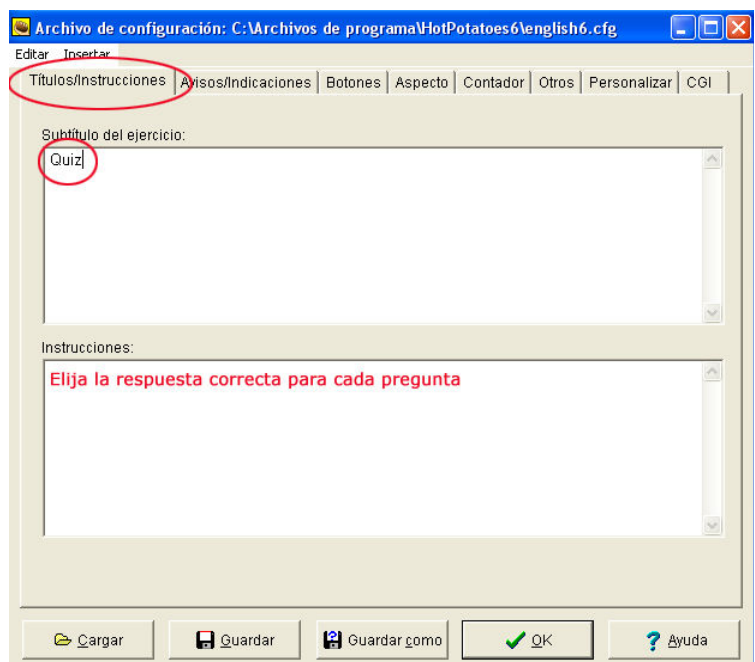 Archivo de configuración: C:\Archivos de programa\HotPotatoes6\english6.cfg
Editar Insertar
Títulos/Instrucciones Avisos/Indicaciones Botones Aspecto Contador Otros Personalizar CGI
Subtítulo del ejercicio:
Quiz
Instrucciones:
Elija la respuesta correcta para cada pregunta
Cargar Guardar Guardar como OK Ayuda